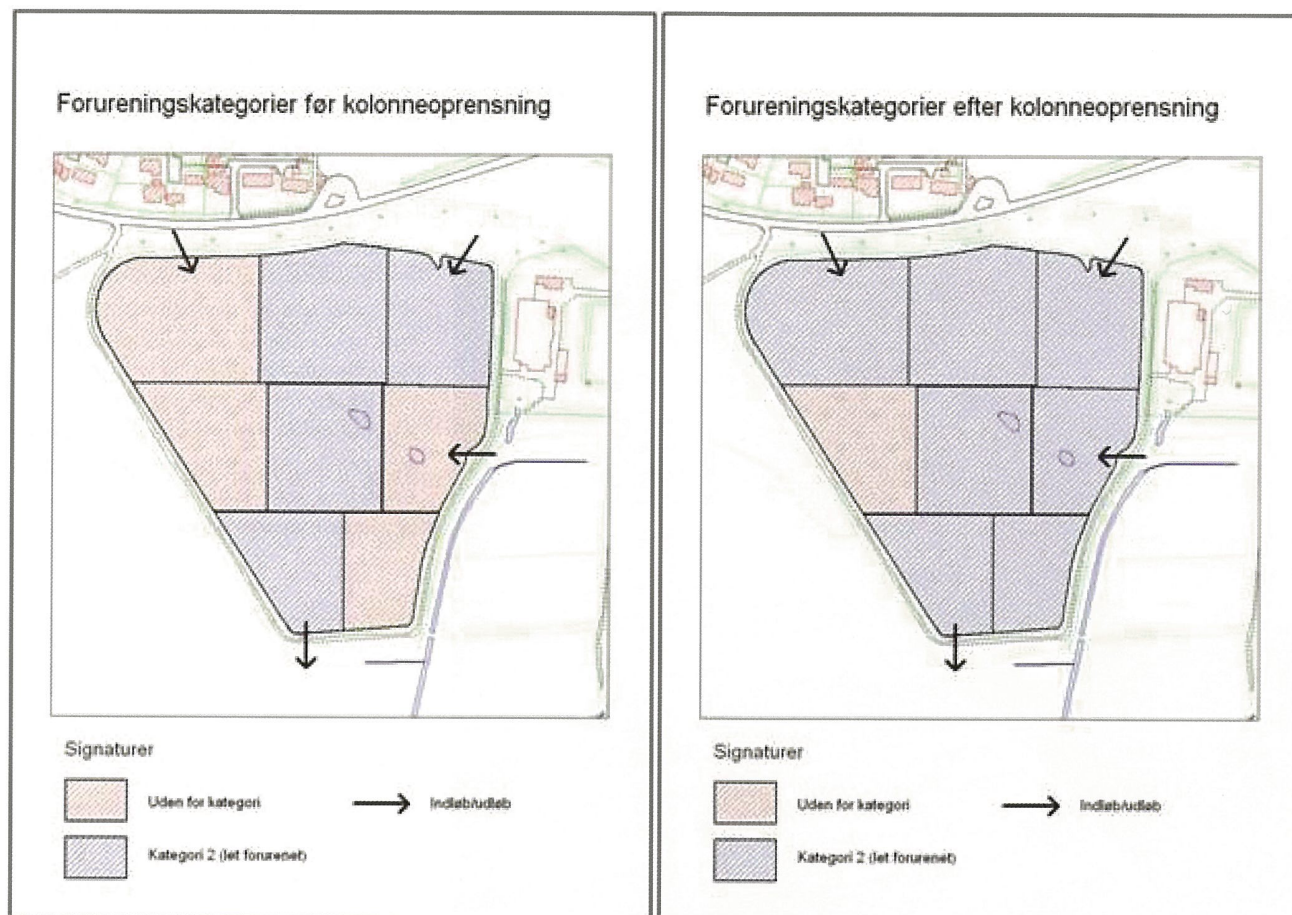 Forureningskategorier før kolonneoprensning
Signaturer
Uden for kategori
Indløb/udløb
Kategori 2 (let forurenet)
Forureningskategorier efter kolonneoprensning
Signaturer
Uden for kategori
Indløb/udløb
Kategori 2 (let forurenet)